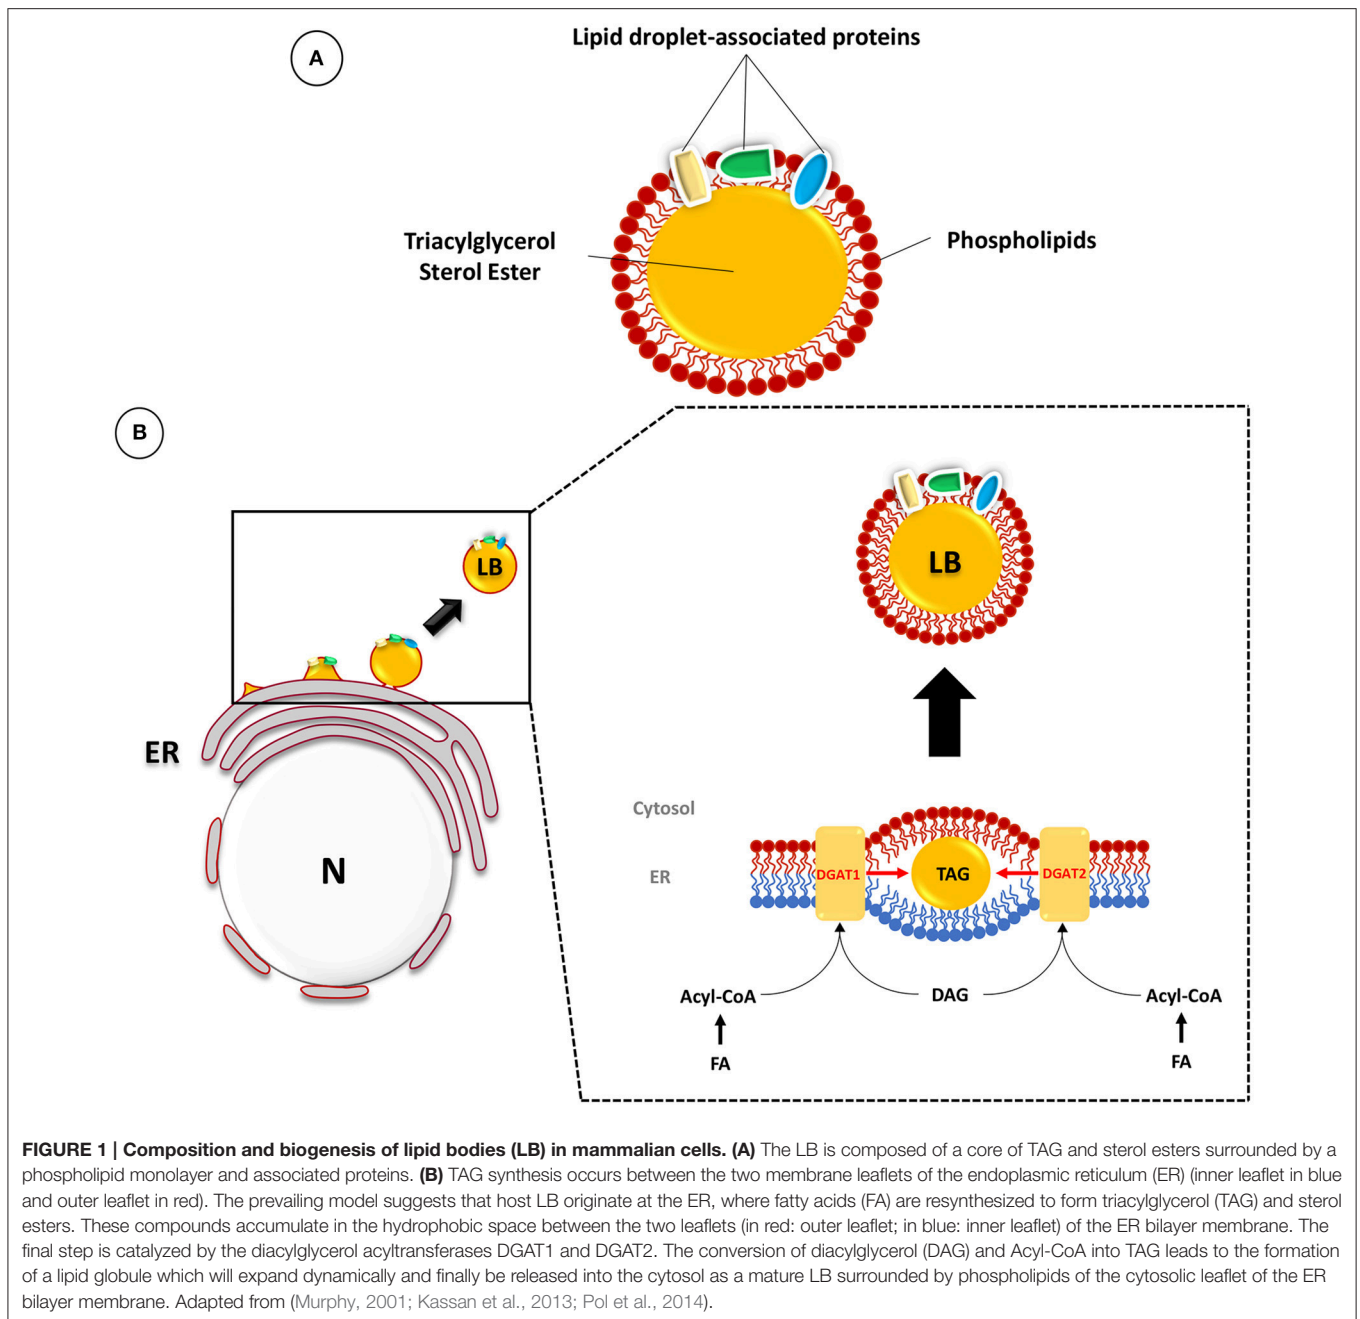 A
Lipid droplet-associated proteins
Triacylglycerol
Sterol Ester
Phospholipids
B
LB
LB
ER
N
Cytosol
ER
DGAT1
TAG
DGAT2
Acyl-CoA
DAG
Acyl-CoA
FA
FA
FIGURE 1 | Composition and biogenesis of lipid bodies (LB) in mammalian cells. (A) The LB is composed of a core of TAG and sterol esters surrounded by a
phospholipid monolayer and associated proteins. (B) TAG synthesis occurs between the two membrane leaflets of the endoplasmic reticulum (ER) (inner leaflet in blue
and outer leaflet in red). The prevailing model suggests that host LB originate at the ER, where fatty acids (FA) are resynthesized to form triacylglycerol (TAG) and sterol
esters. These compounds accumulate in the hydrophobic space between the two leaflets (in red: outer leaflet; in blue: inner leaflet) of the ER bilayer membrane. The
final step is catalyzed by the diacylglycerol acyltransferases DGAT1 and DGAT2. The conversion of diacylglycerol (DAG) and Acyl-CoA into TAG leads to the formation
of a lipid globule which will expand dynamically and finally be released into the cytosol as a mature LB surrounded by phospholipids of the cytosolic leaflet of the ER
bilayer membrane. Adapted from (Murphy, 2001; Kassan et al., 2013; Pol et al., 2014).